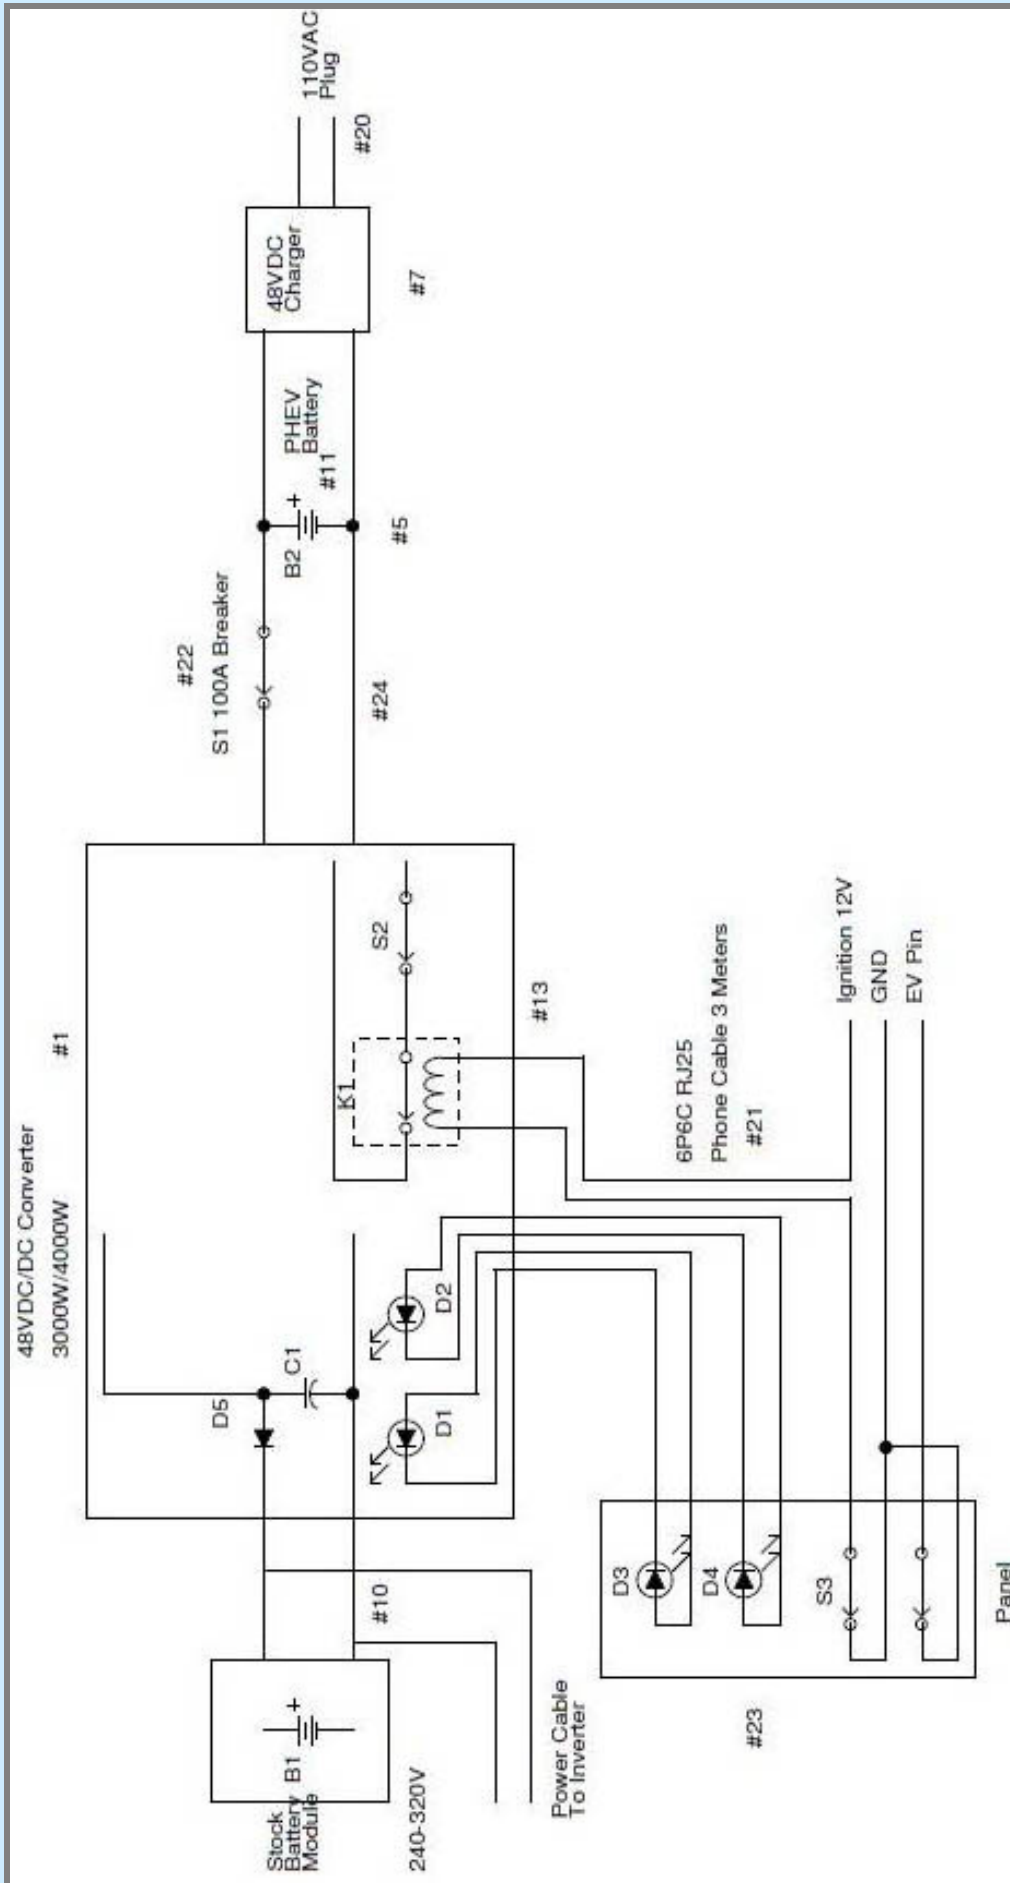 48VDC/DC Converter
3000W/4000W
#1
#22
S1 100A Breaker
110VAC
Plug
#20
48VDC
Charger
#7
PHEV
Battery
#11
B2
+
#5
#24
Stock
Battery
Module
B1
+
240-320V
#10
D5
C1
D1
D2
K1
S2
#13
Power Cable
To Inverter
6P6C RJ25
Phone Cable 3 Meters
#21
Ignition 12V
GND
EV Pin
D3
D4
S3
#23
Panel